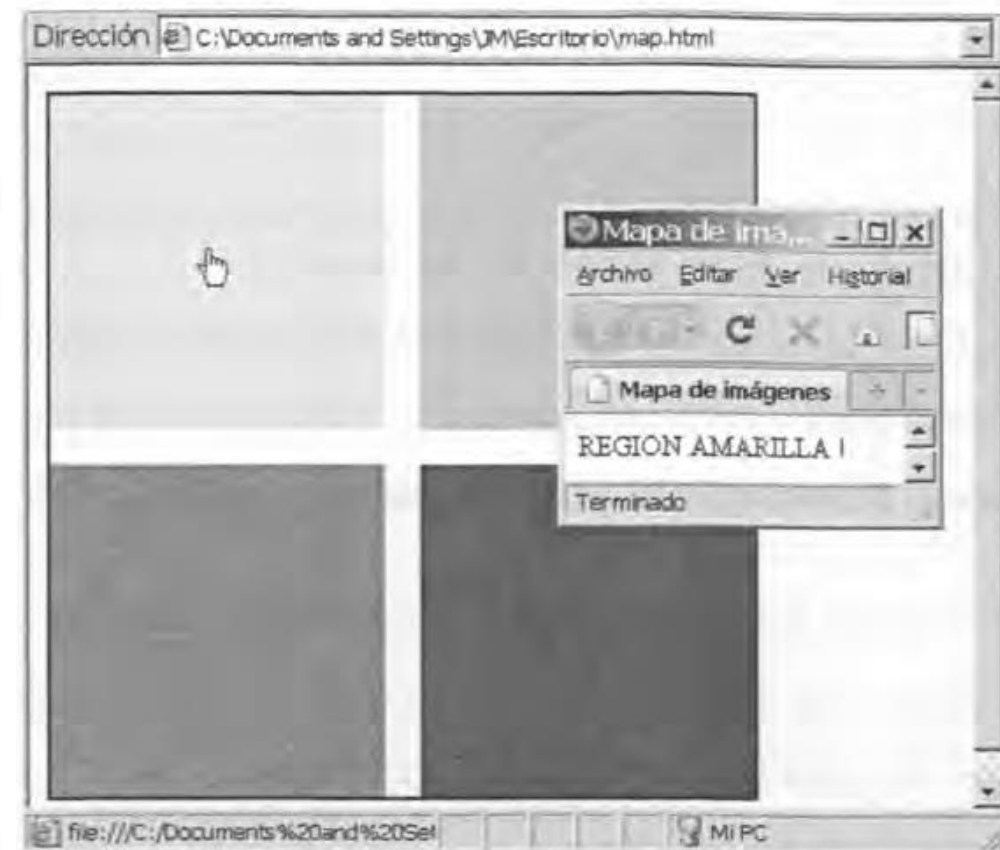 Dirección C:\Documents and Settings\JM\Escritorio\map.html
Mapa de imá...
Archivo Editar Ver Historial
Mapa de imágenes
REGION AMARILLA !
Terminado
file:///C:/Documents%20and%20Set
Mi PC